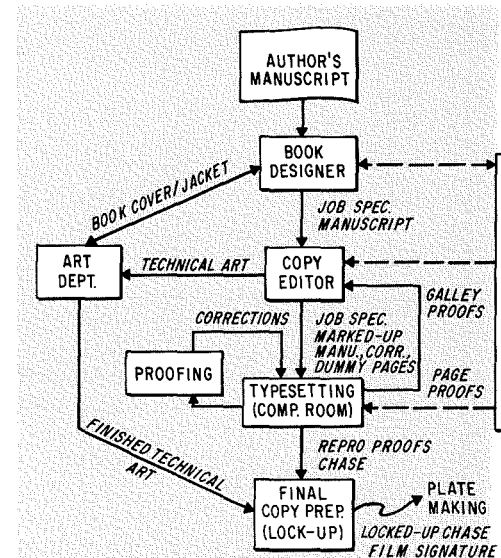 AUTHOR'S
MANUSCRIPT
BOOK
DESIGNER
BOOK COVER/JACKET
JOB SPEC.
MANUSCRIPT
ART
DEPT.
TECHNICAL ART
COPY
EDITOR
CORRECTIONS
JOB SPEC.
MARKED-UP
MANU., CORR.,
DUMMY PAGES
GALLEY
PROOFS
PROOFING
TYPESETTING
(COMP. ROOM)
PAGE
PROOFS
FINISHED TECHNICAL
ART
REPRO PROOFS
CHASE
FINAL
COPY PREP.
(LOCK-UP)
PLATE
MAKING
LOCKED-UP CHASE
FILM SIGNATURE